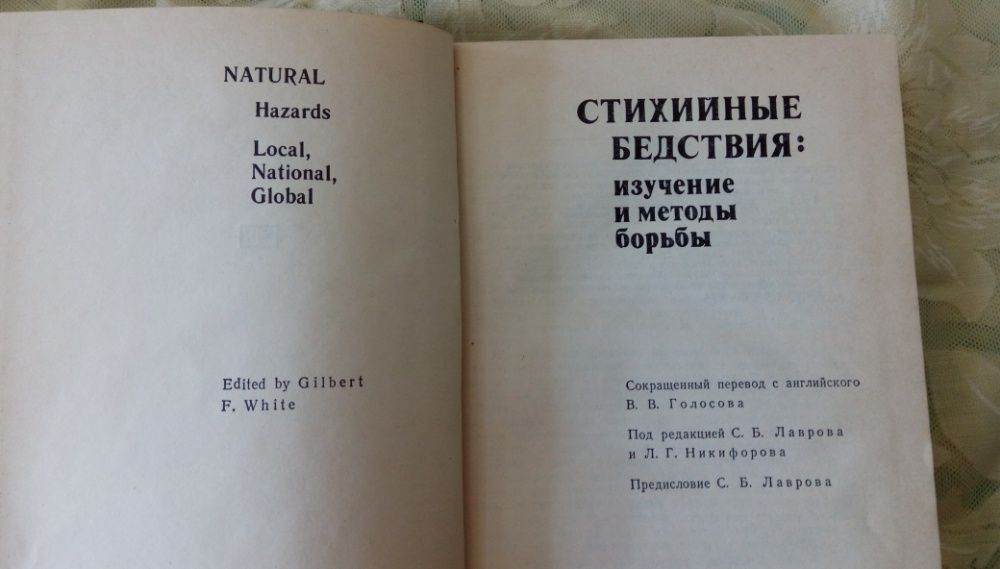 NATURAL
Hazards
Local,
National,
Global
Edited by Gilbert
F. White
СТИХИЙНЫЕ
БЕДСТВИЯ:
изучение
и методы
борьбы
Сокращенный перевод с английского
В. В. Голосова
Под редакцией С. Б. Лаврова
и Л. Г. Никифорова
Предисловие С. Б. Лаврова